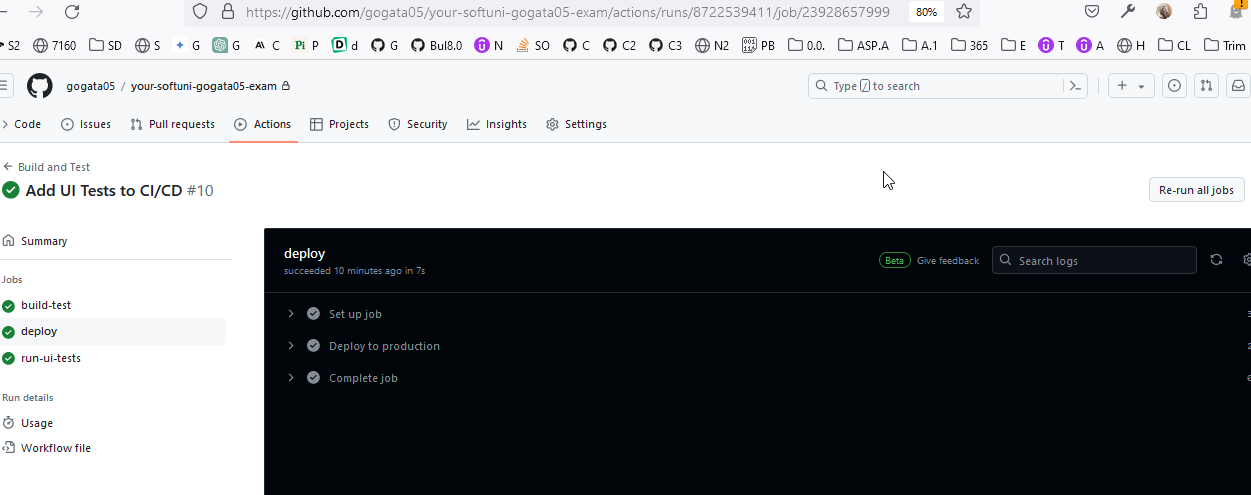 https://github.com/gogata05/your-softuni-gogata05-exam/actions/runs/8722539411/job/23928657999 80%
S2 7160 SD S G G C P d G Bul8.0 N SO C C2 C3 N2 PB 0.0. ASP.A A.1 365 E T A H CL Trim
gogata05 / your-softuni-gogata05-exam Type / to search
Code Issues Pull requests Actions Projects Security Insights Settings
Build and Test
Add UI Tests to CI/CD #10 Re-run all jobs
Summary
Jobs
build-test
deploy
run-ui-tests
Run details
Usage
Workflow file
deploy
succeeded 10 minutes ago in 7s
Beta Give feedback Search logs
Set up job
Deploy to production
Complete job